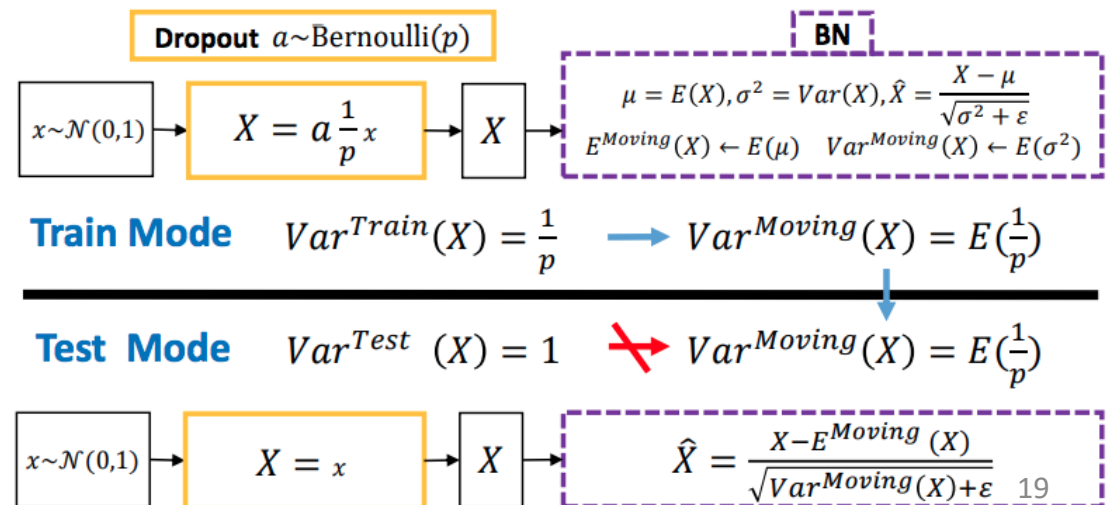 Dropout a~Bernoulli(p)
BN
x~𝒩(0,1)
X = a 1/p x
X
μ = E(X), σ² = Var(X), X̂ = (X − μ)/√(σ² + ε)
E^Moving(X) ← E(μ) Var^Moving(X) ← E(σ²)
Train Mode Var^Train(X) = 1/p → Var^Moving(X) = E(1/p)
Test Mode Var^Test (X) = 1 Var^Moving(X) = E(1/p)
x~𝒩(0,1)
X = x
X
X̂ = (X−E^Moving (X))/√(Var^Moving(X)+ε)
19